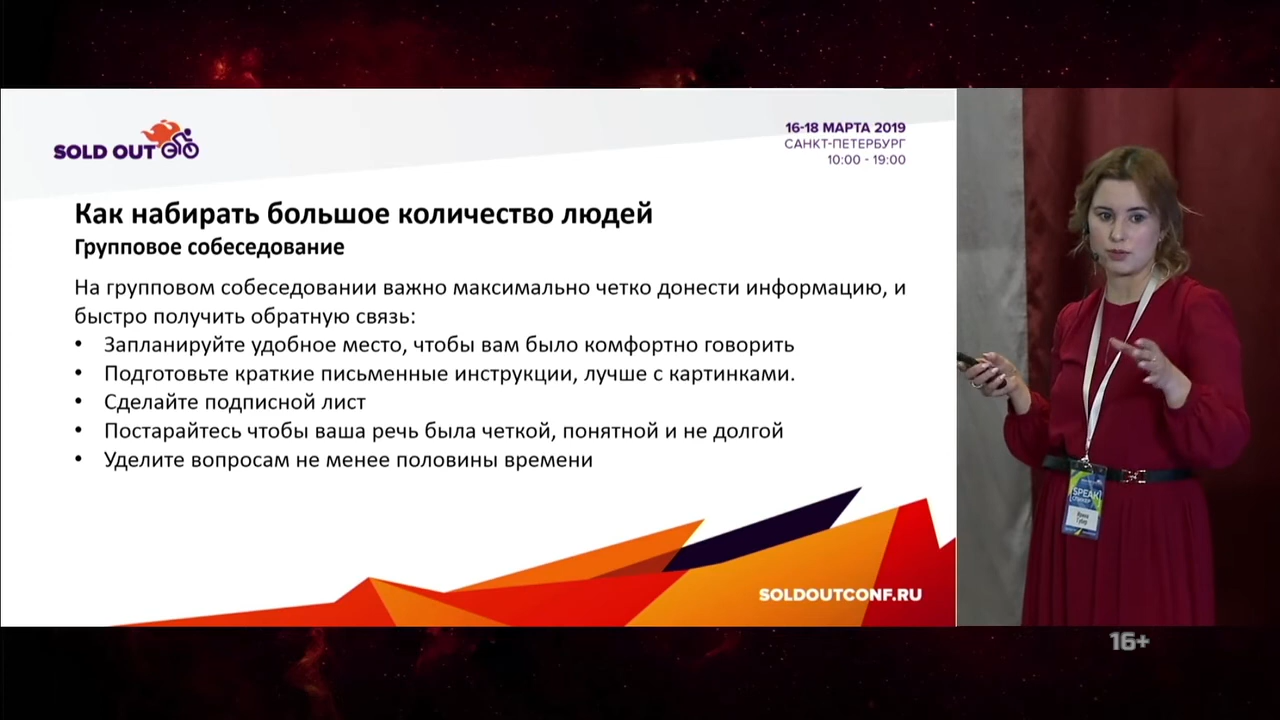 SOLD OUT
16-18 МАРТА 2019
САНКТ-ПЕТЕРБУРГ
10:00 - 19:00
Как набирать большое количество людей
Групповое собеседование
На групповом собеседовании важно максимально четко донести информацию, и
быстро получить обратную связь:
• Запланируйте удобное место, чтобы вам было комфортно говорить
• Подготовьте краткие письменные инструкции, лучше с картинками.
• Сделайте подписной лист
• Постарайтесь чтобы ваша речь была четкой, понятной и не долгой
• Уделите вопросам не менее половины времени
SOLDOUTCONF.RU
SPEAK
16+